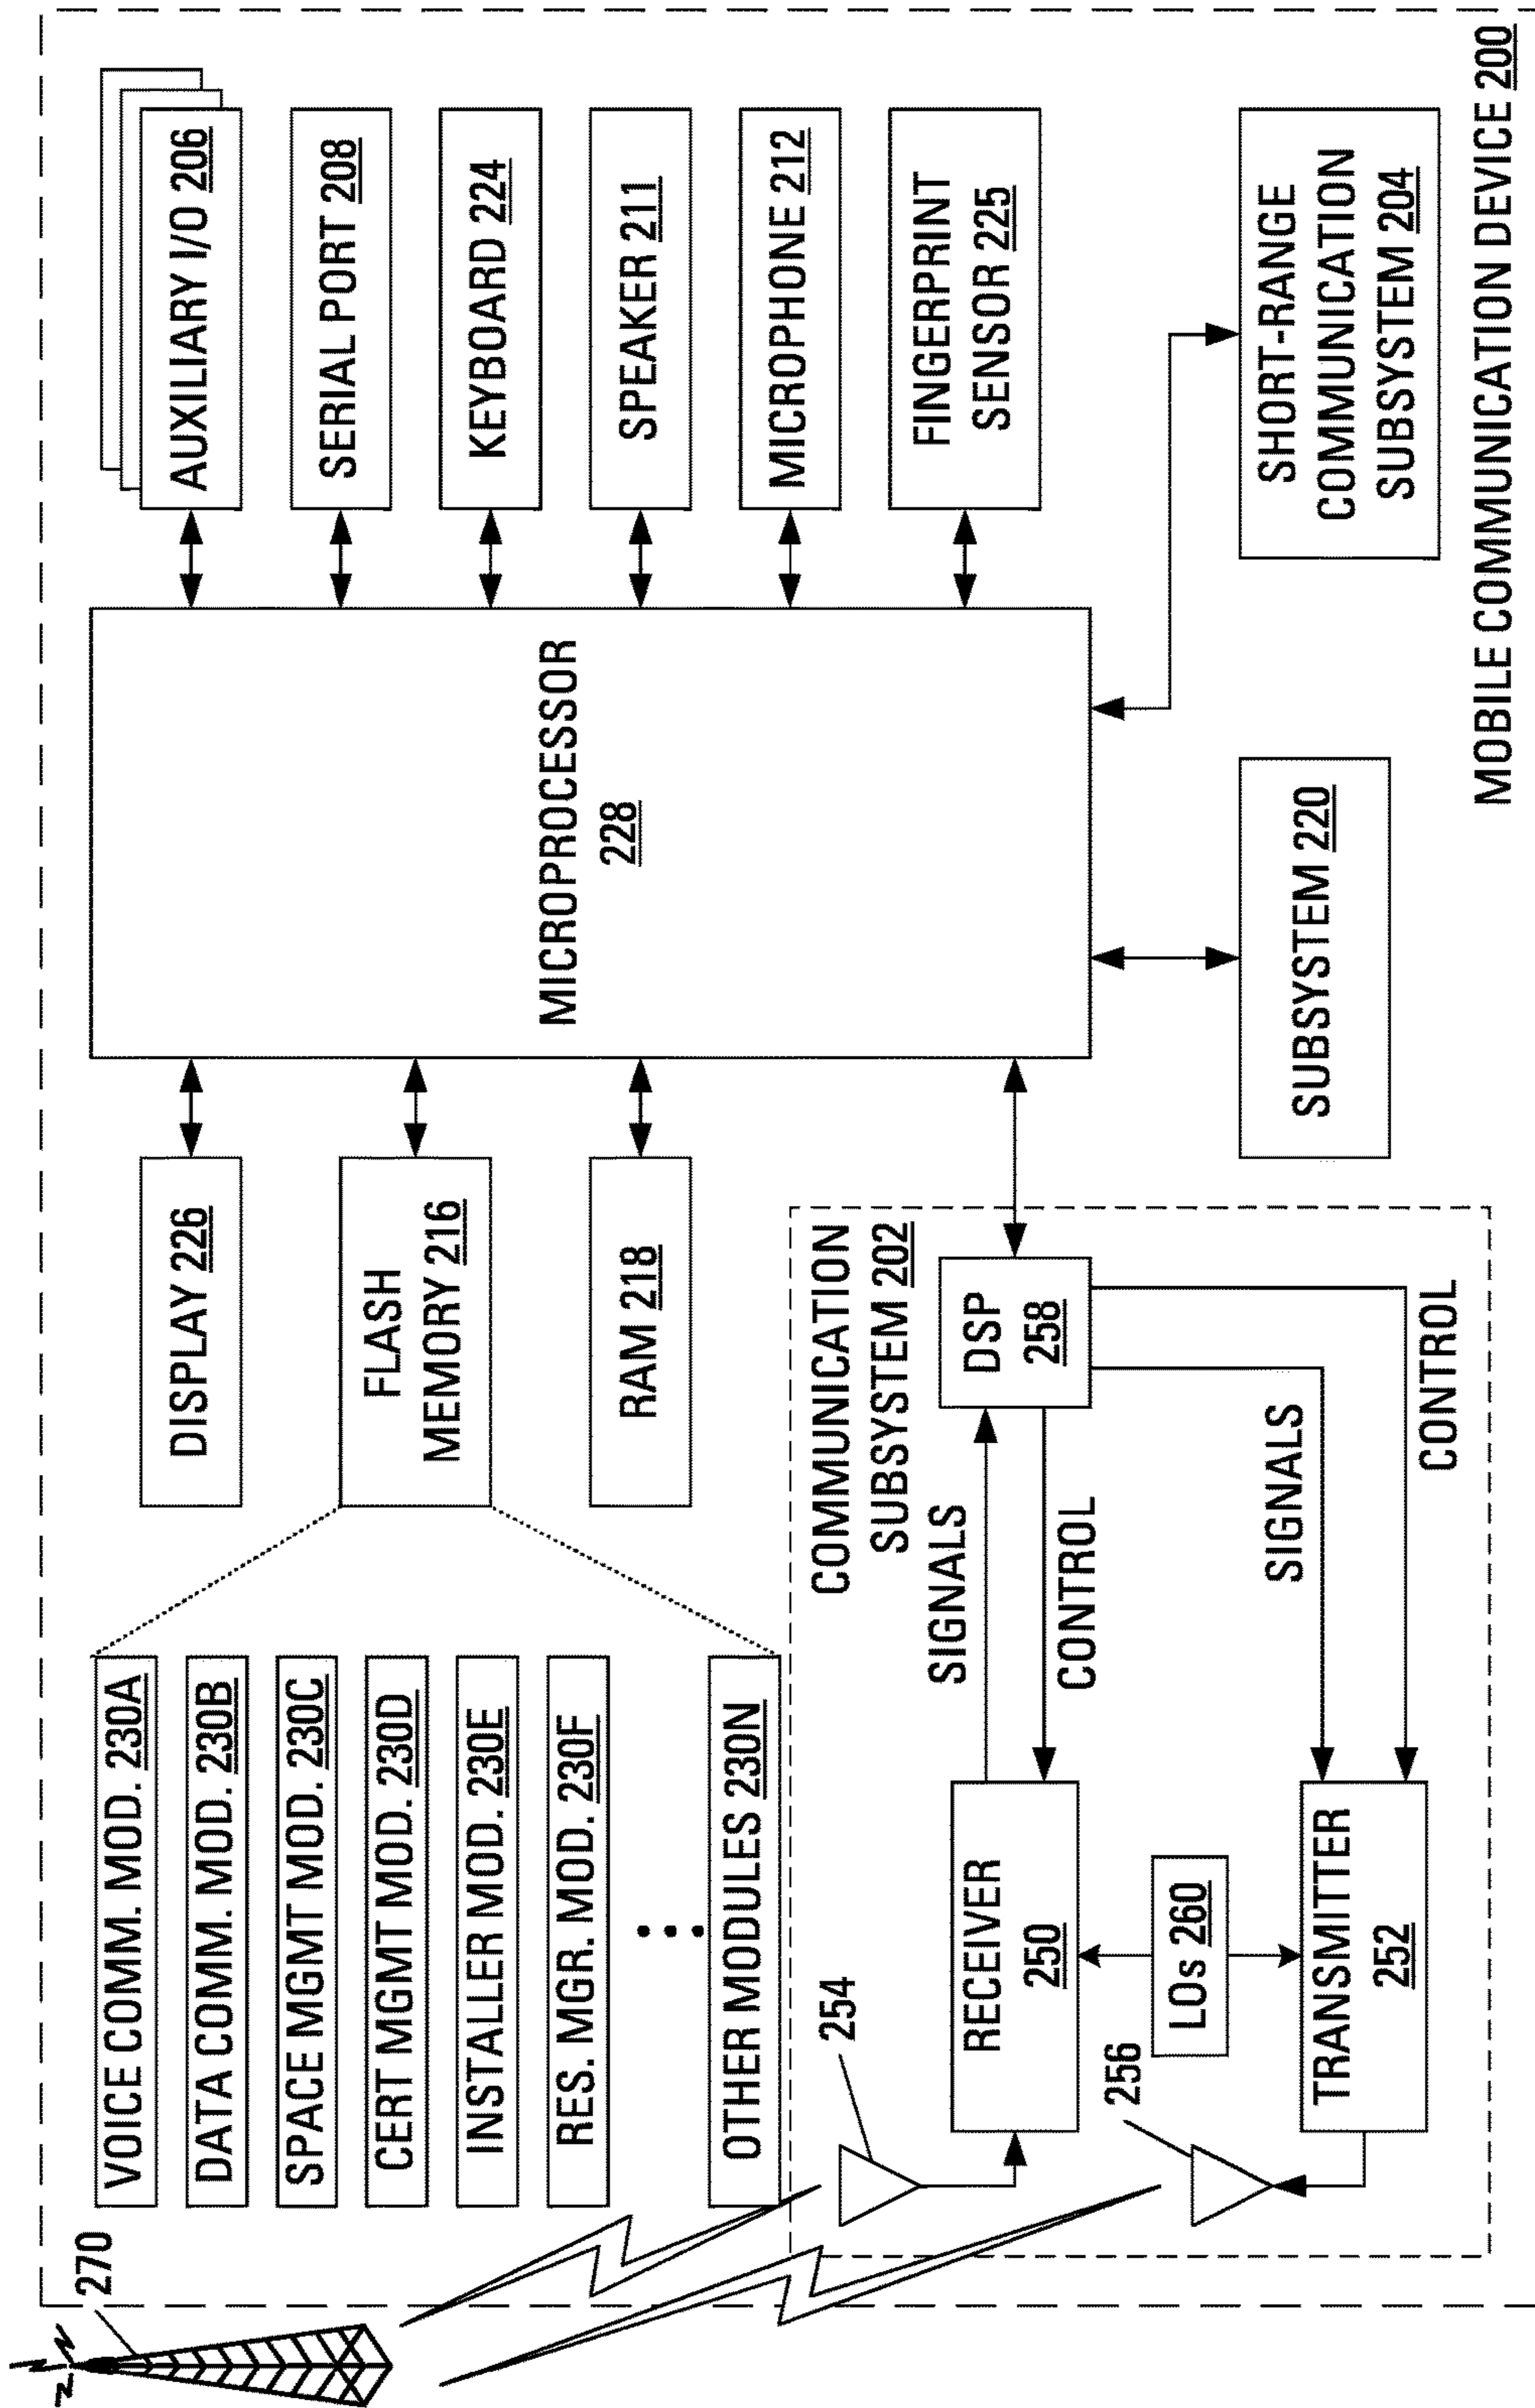 270
VOICE COMM. MOD. 230A
DATA COMM. MOD. 230B
SPACE MGMT MOD. 230C
CERT MGMT MOD. 230D
INSTALLER MOD. 230E
RES. MGR. MOD. 230F
OTHER MODULES 230N
DISPLAY 226
FLASH
MEMORY 216
RAM 218
MICROPROCESSOR
228
AUXILIARY I/O 206
SERIAL PORT 208
KEYBOARD 224
SPEAKER 211
MICROPHONE 212
FINGERPRINT
SENSOR 225
COMMUNICATION
SUBSYSTEM 202
254
RECEIVER
250
SIGNALS
CONTROL
DSP
258
256
LOs 260
TRANSMITTER
252
SIGNALS
CONTROL
SUBSYSTEM 220
SHORT-RANGE
COMMUNICATION
SUBSYSTEM 204
MOBILE COMMUNICATION DEVICE 200